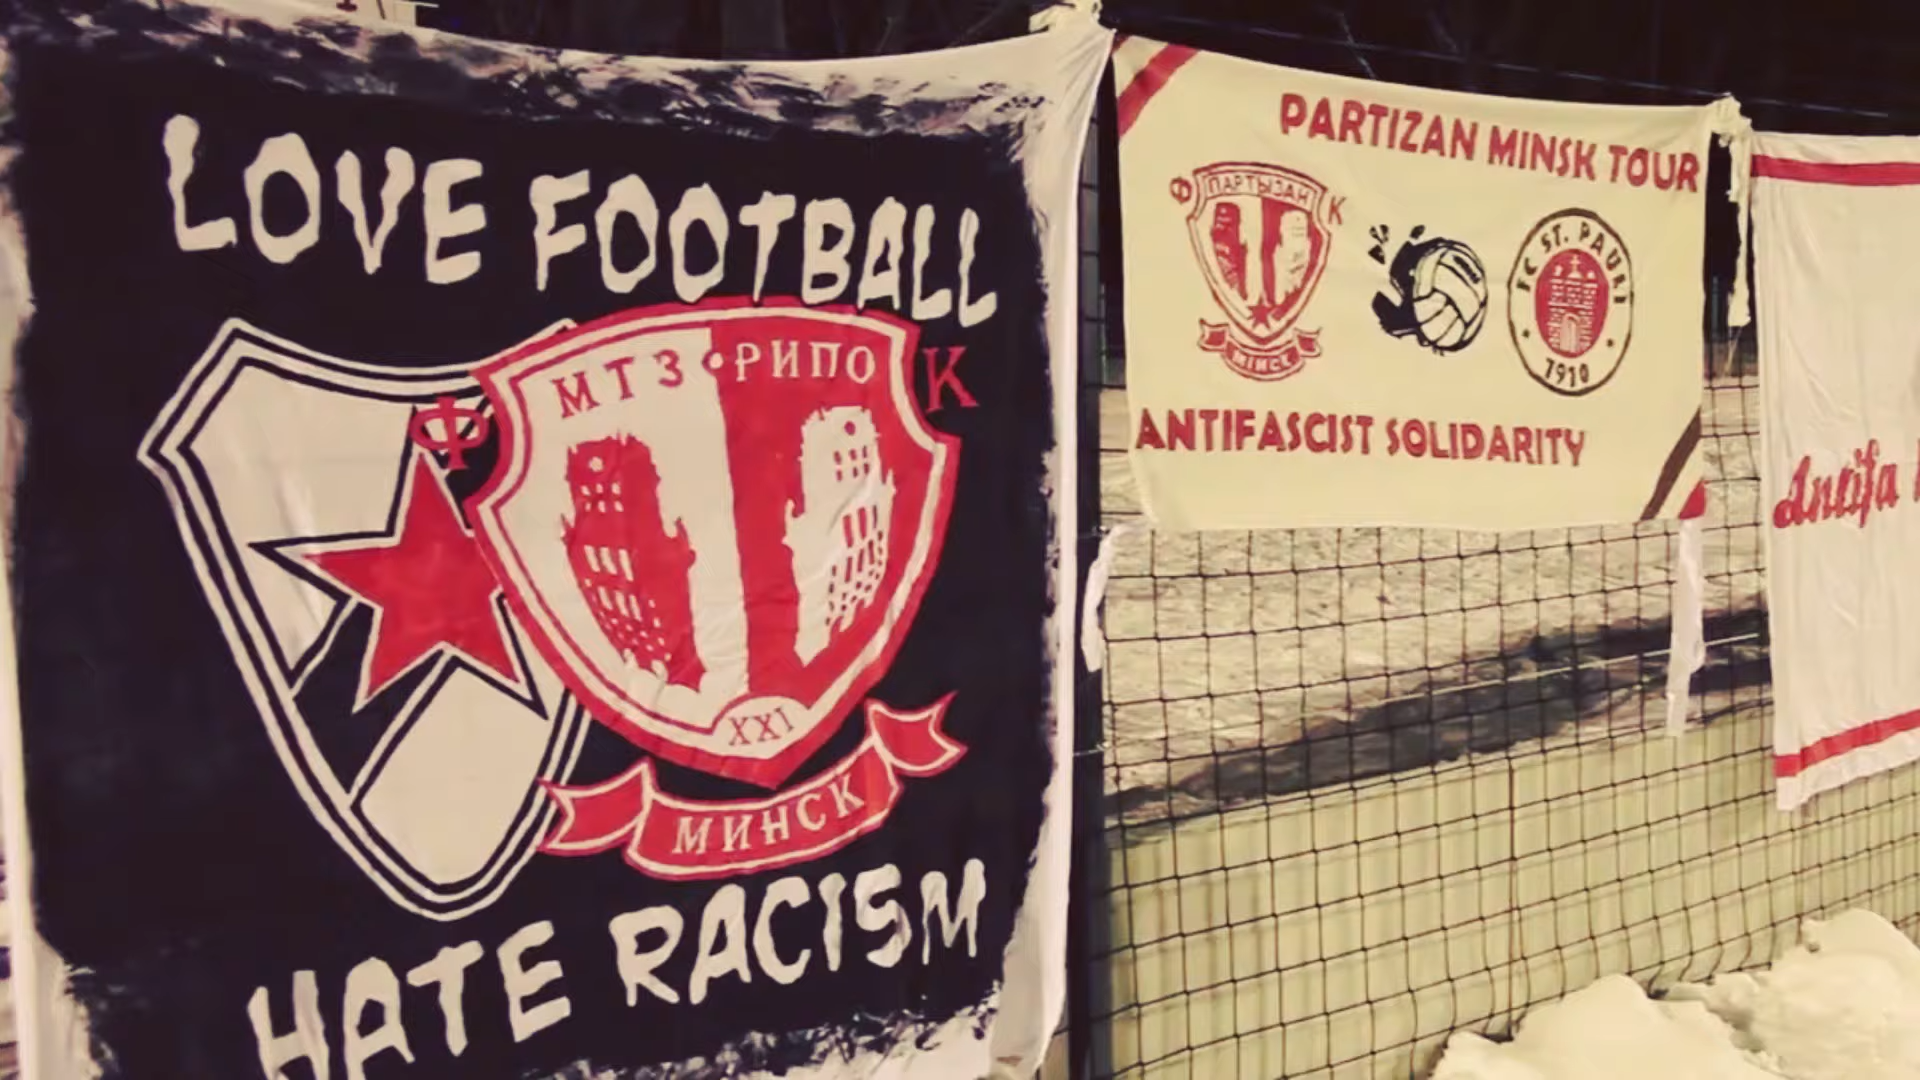 LOVE FOOTBALL
Ф МТЗ·РИПО К
XXI
МИНСК
HATE RACISM
PARTIZAN MINSK TOUR
Ф ПАРТЫЗАН К
МІНСК
FC ST. PAULI
1910
ANTIFASCIST SOLIDARITY
Antifa